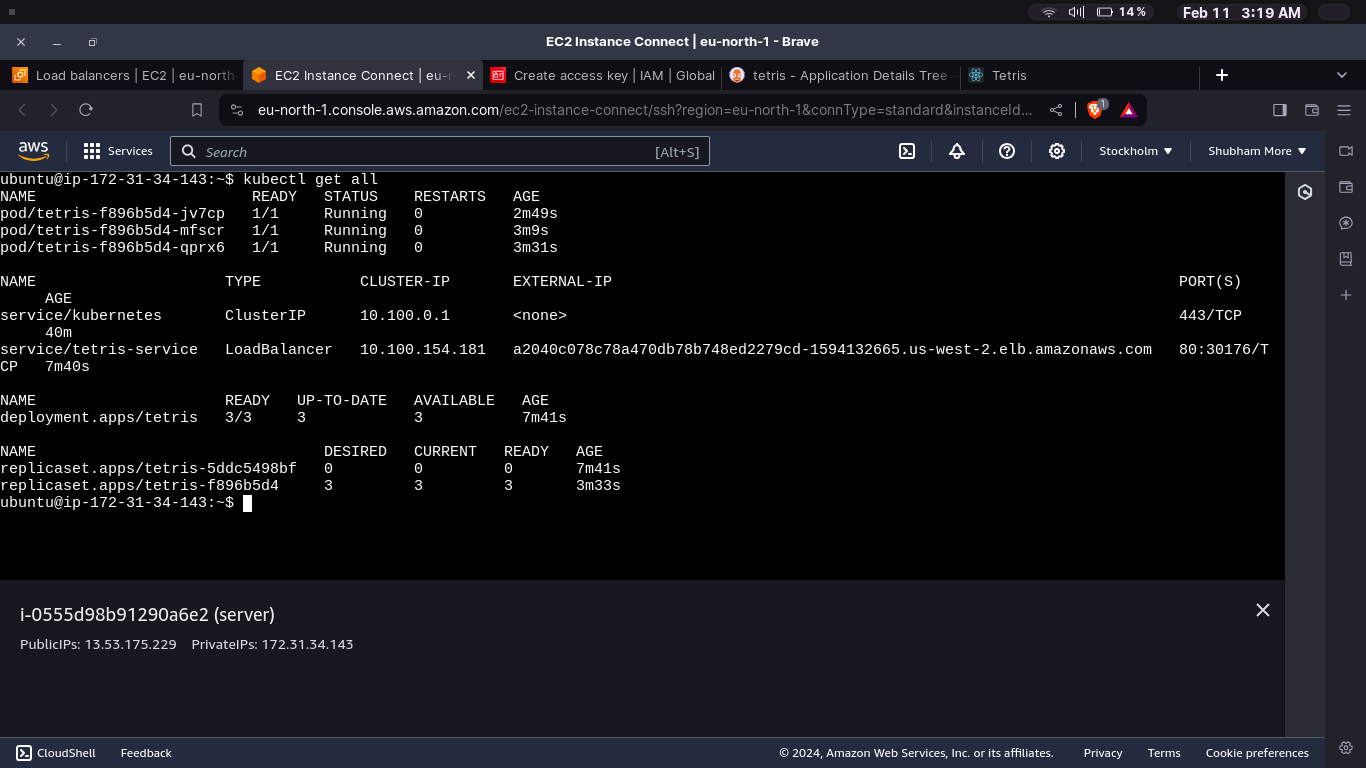 14% Feb 11 3:19 AM
EC2 Instance Connect | eu-north-1 - Brave
Load balancers | EC2 | eu-north- EC2 Instance Connect | eu-n Create access key | IAM | Global tetris - Application Details Tree Tetris
eu-north-1.console.aws.amazon.com/ec2-instance-connect/ssh?region=eu-north-1&connType=standard&instanceId... 1
aws Services Search [Alt+S] Stockholm Shubham More
ubuntu@ip-172-31-34-143:~$ kubectl get all
NAME READY STATUS RESTARTS AGE
pod/tetris-f896b5d4-jv7cp 1/1 Running 0 2m49s
pod/tetris-f896b5d4-mfscr 1/1 Running 0 3m9s
pod/tetris-f896b5d4-qprx6 1/1 Running 0 3m31s
NAME TYPE CLUSTER-IP EXTERNAL-IP PORT(S)
AGE
service/kubernetes ClusterIP 10.100.0.1 <none> 443/TCP
40m
service/tetris-service LoadBalancer 10.100.154.181 a2040c078c78a470db78b748ed2279cd-1594132665.us-west-2.elb.amazonaws.com 80:30176/T
CP 7m40s
NAME READY UP-TO-DATE AVAILABLE AGE
deployment.apps/tetris 3/3 3 3 7m41s
NAME DESIRED CURRENT READY AGE
replicaset.apps/tetris-5ddc5498bf 0 0 0 7m41s
replicaset.apps/tetris-f896b5d4 3 3 3 3m33s
ubuntu@ip-172-31-34-143:~$
i-0555d98b91290a6e2 (server)
PublicIPs: 13.53.175.229 PrivateIPs: 172.31.34.143
CloudShell Feedback © 2024, Amazon Web Services, Inc. or its affiliates. Privacy Terms Cookie preferences